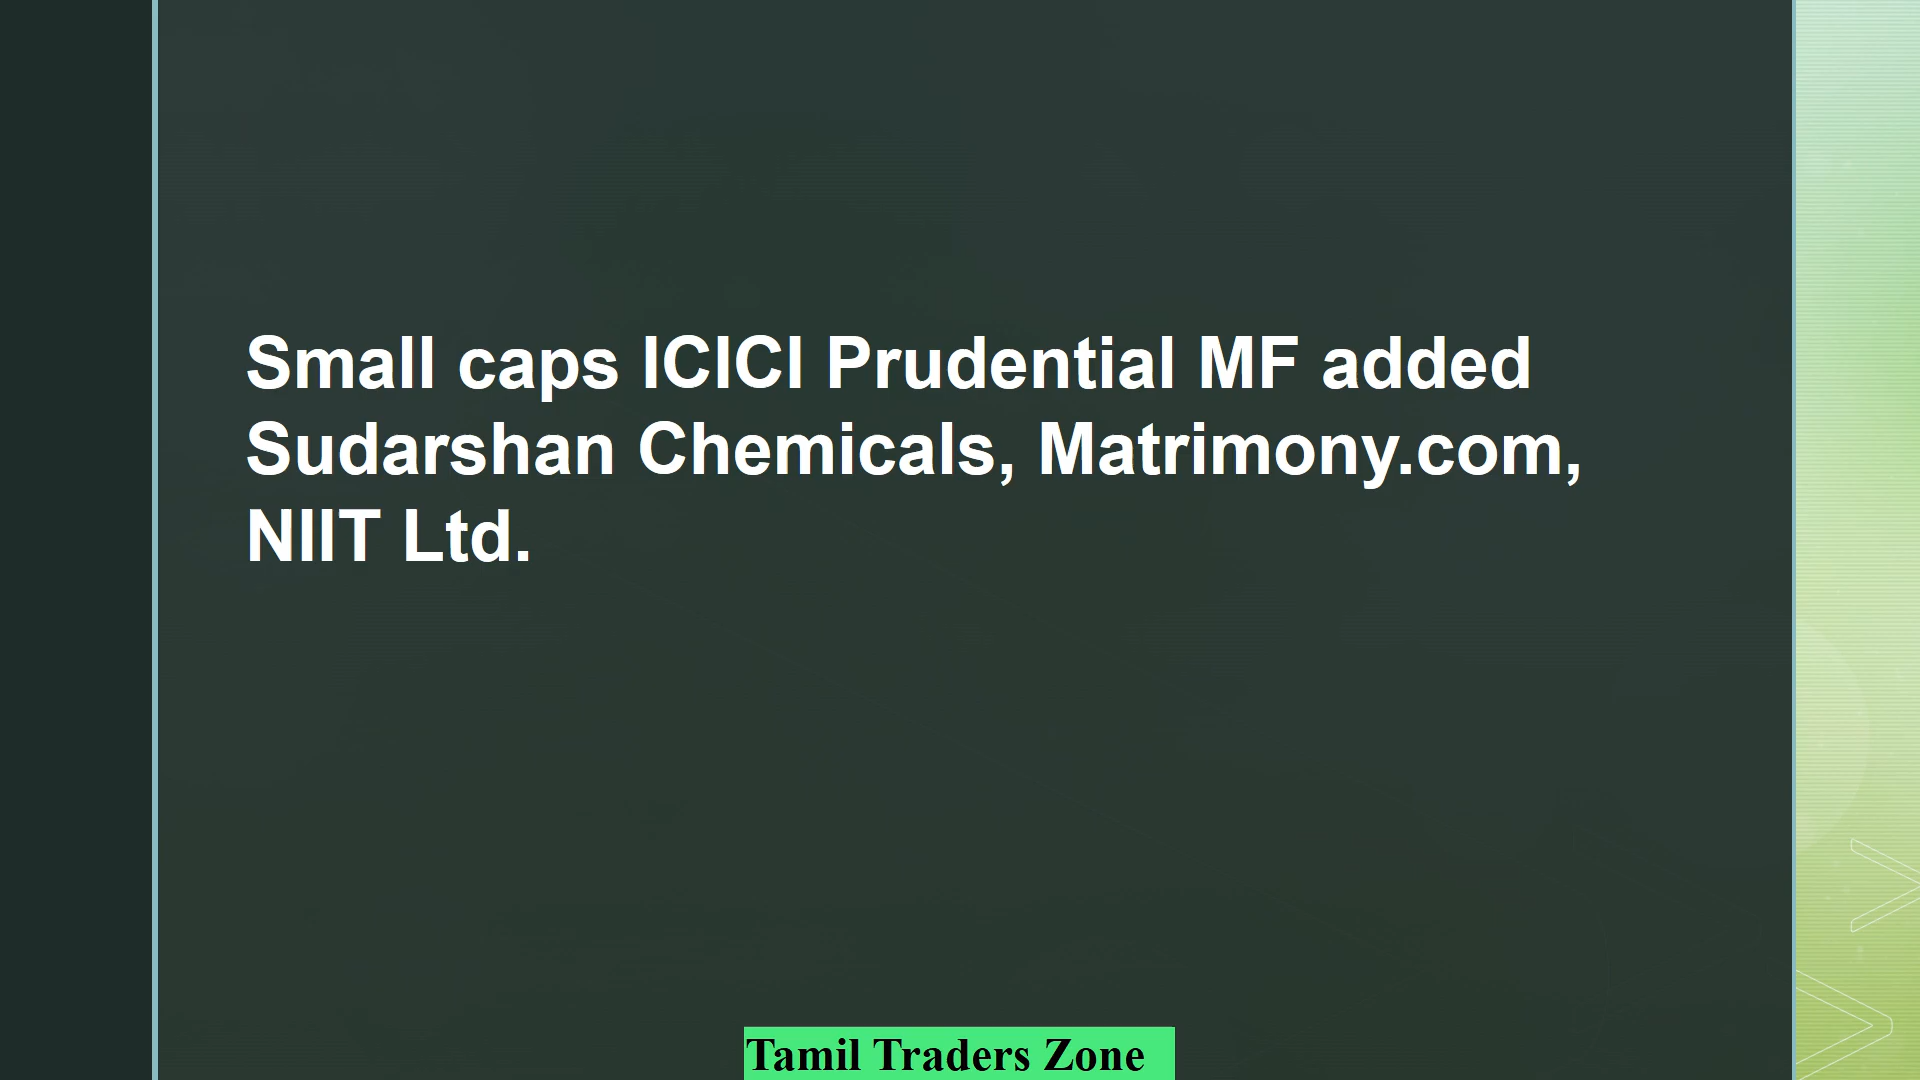 Small caps ICICI Prudential MF added
Sudarshan Chemicals, Matrimony.com,
NIIT Ltd.
Tamil Traders Zone